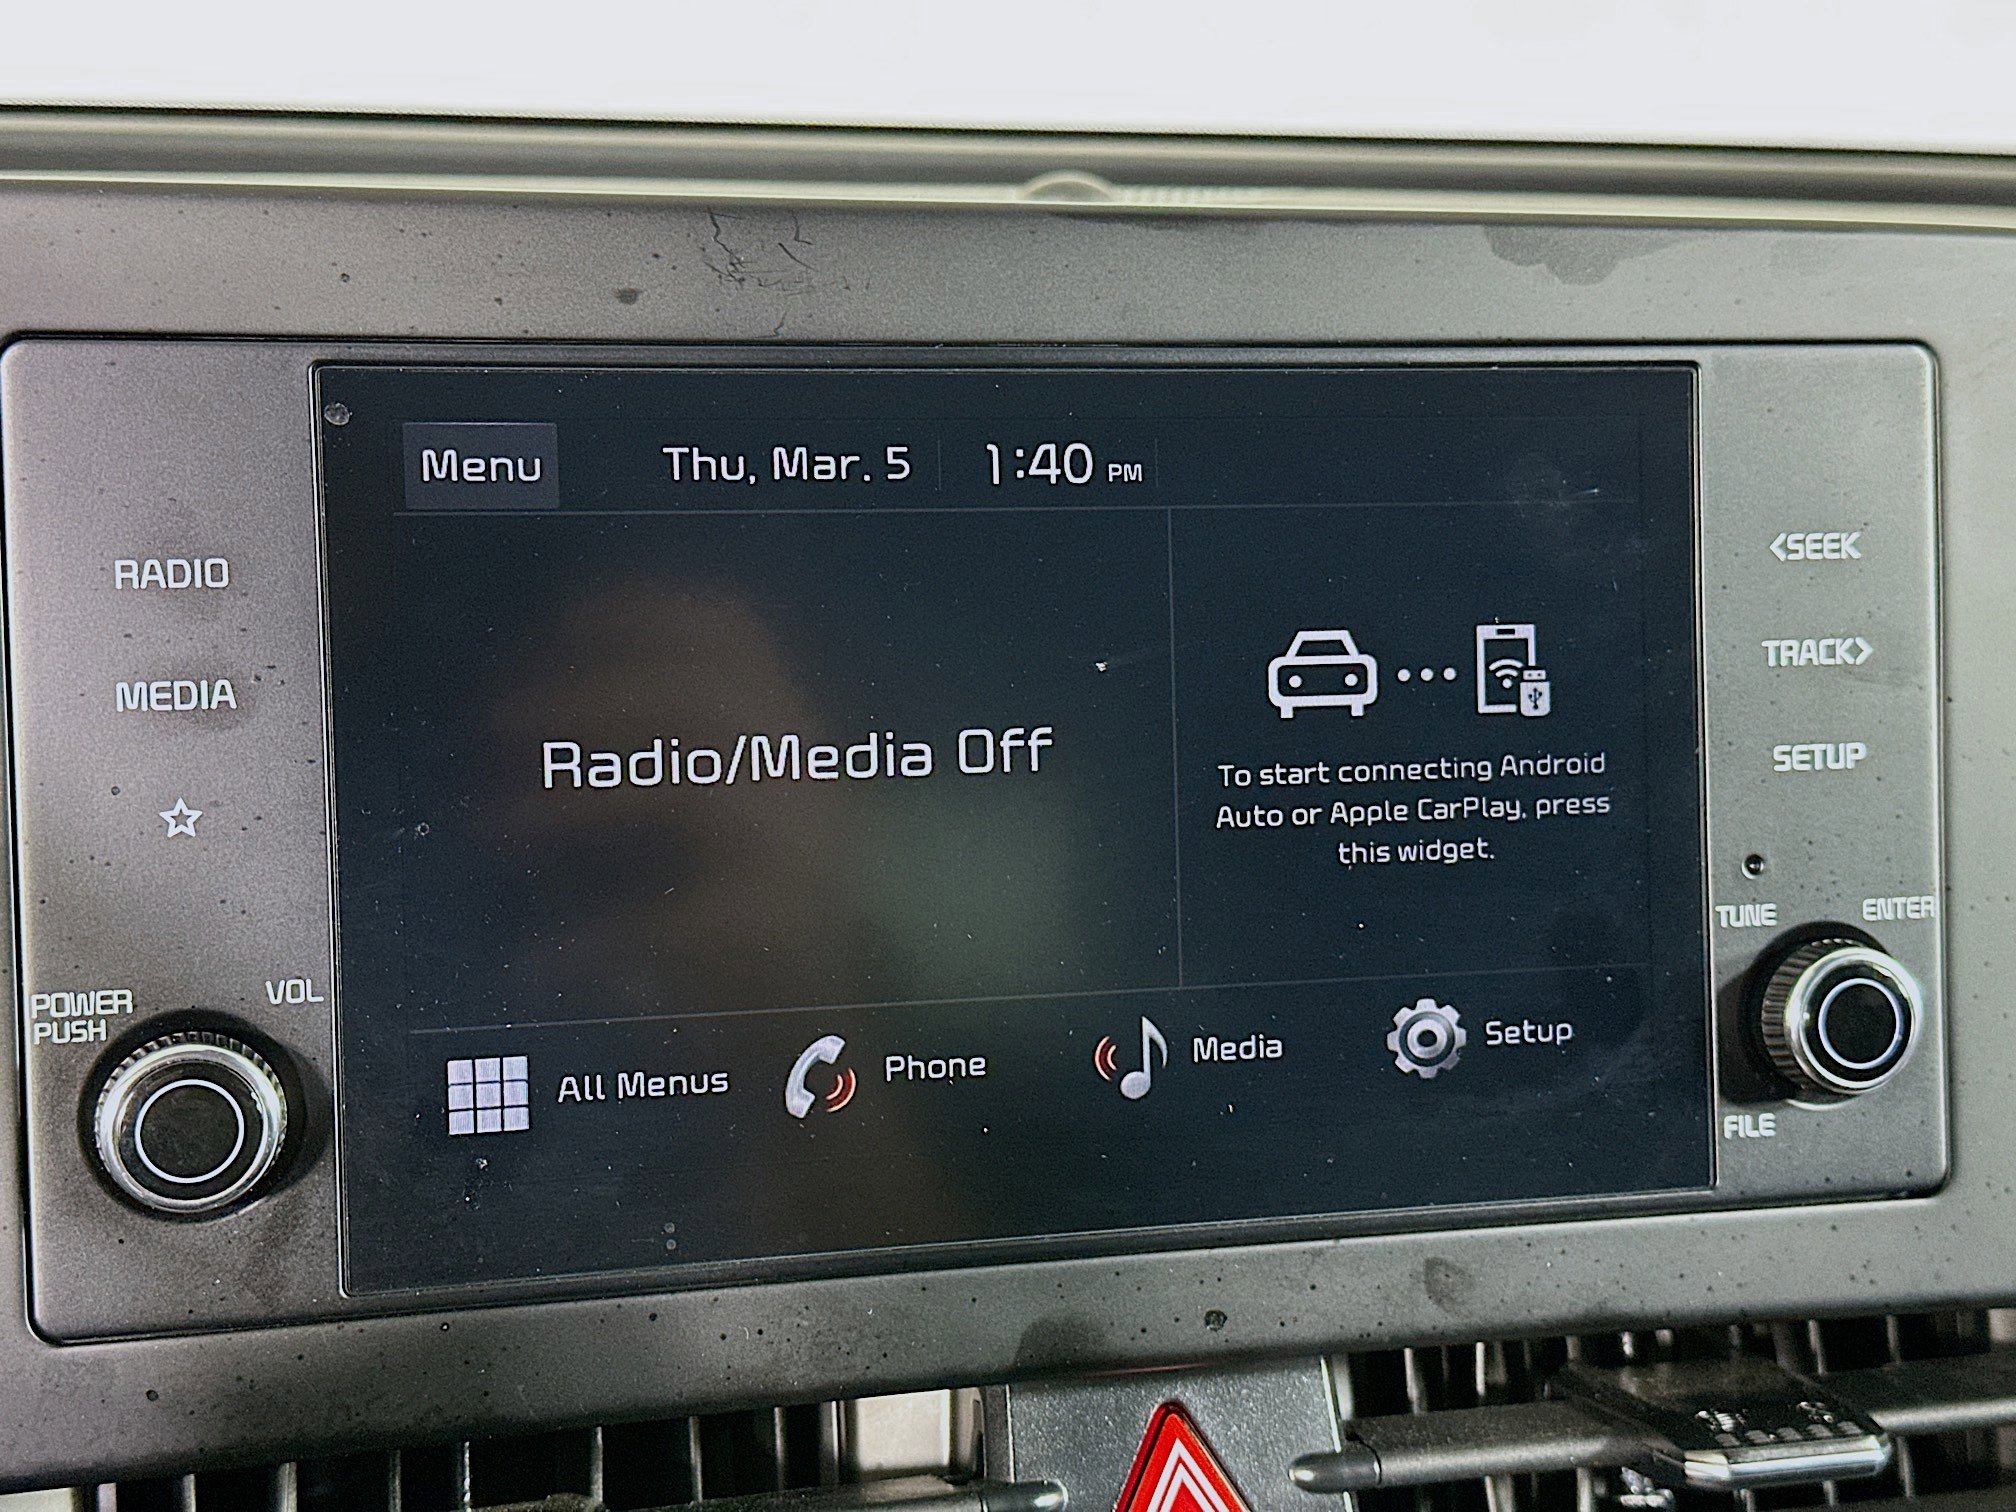 Menu Thu, Mar. 5 1:40 PM
RADIO
MEDIA
POWER
PUSH
VOL
Radio/Media Off
To start connecting Android
Auto or Apple CarPlay, press
this widget.
All Menus Phone Media Setup
<SEEK
TRACK>
SETUP
TUNE ENTER
FILE